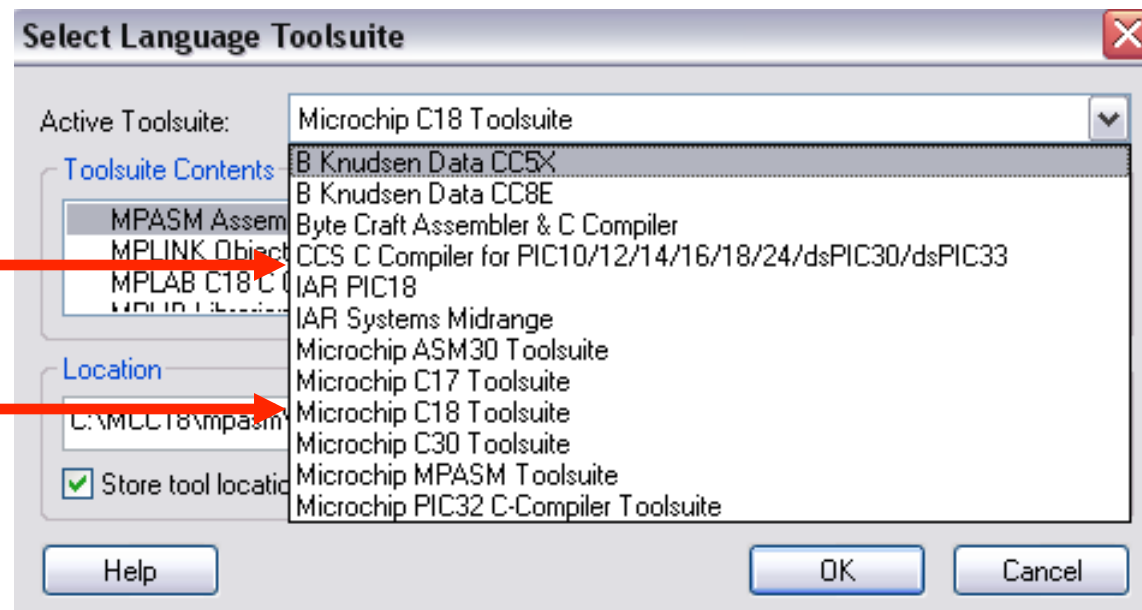 Select Language Toolsuite
Active Toolsuite:
Microchip C18 Toolsuite
B Knudsen Data CC5X
B Knudsen Data CC8E
Byte Craft Assembler & C Compiler
CCS C Compiler for PIC10/12/14/16/18/24/dsPIC30/dsPIC33
IAR PIC18
IAR Systems Midrange
Microchip ASM30 Toolsuite
Microchip C17 Toolsuite
Microchip C18 Toolsuite
Microchip C30 Toolsuite
Microchip MPASM Toolsuite
Microchip PIC32 C-Compiler Toolsuite
Toolsuite Contents
MPASM Assem
MPLINK Object
MPLAB C18 C
Location
C:\MCC18\mpasm\
Store tool locatio
Help
OK
Cancel